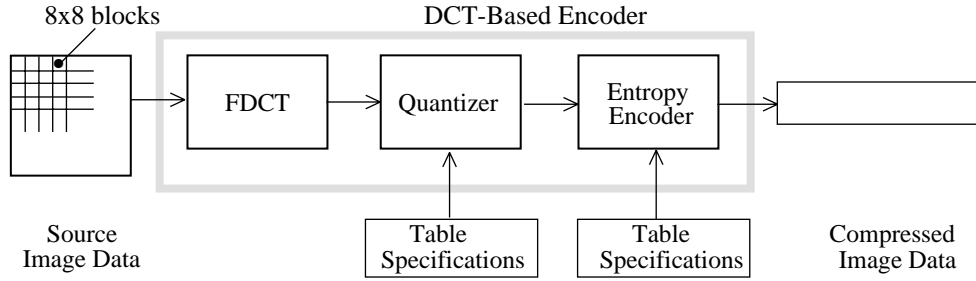 8x8 blocks
DCT-Based Encoder
FDCT
Quantizer
Entropy
Encoder
Source
Image Data
Table
Specifications
Table
Specifications
Compressed
Image Data